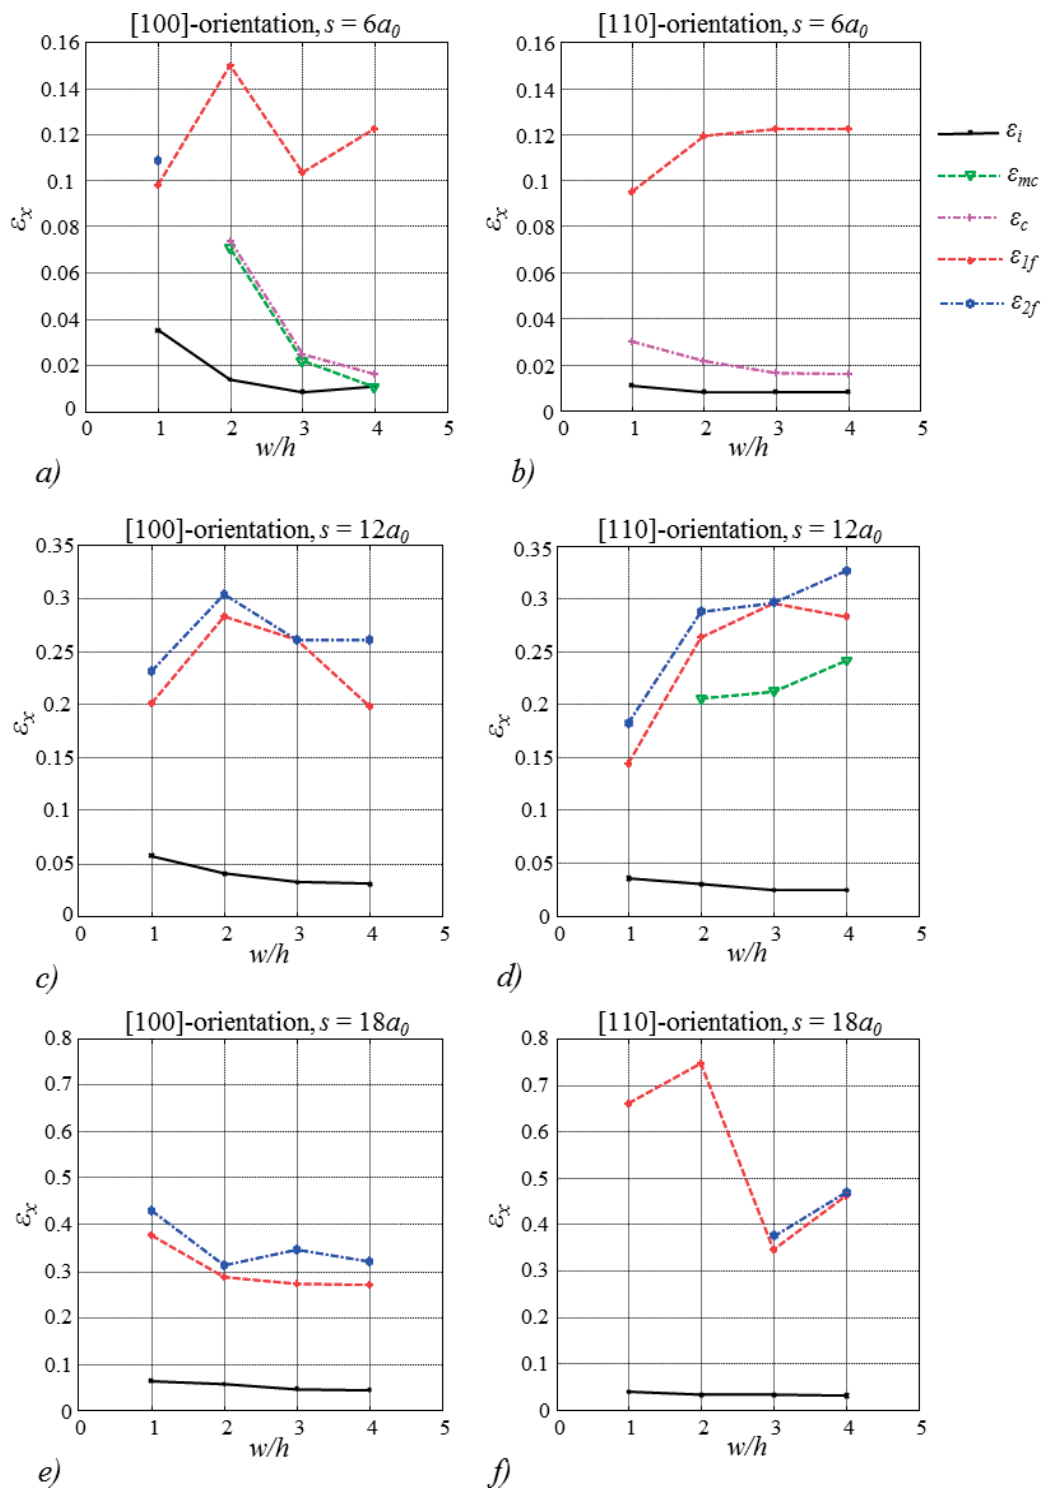 [100]-orientation, s = 6a₀
0.16
0.14
0.12
0.1
0.08
0.06
0.04
0.02
0
εₓ
0 1 2 3 4 5
w/h
a)
[110]-orientation, s = 6a₀
0.16
0.14
0.12
0.1
0.08
0.06
0.04
0.02
0
εₓ
0 1 2 3 4 5
w/h
b)
ε_i
ε_mc
ε_c
ε_1f
ε_2f
[100]-orientation, s = 12a₀
0.35
0.3
0.25
0.2
0.15
0.1
0.05
0
εₓ
0 1 2 3 4 5
w/h
c)
[110]-orientation, s = 12a₀
0.35
0.3
0.25
0.2
0.15
0.1
0.05
0
εₓ
0 1 2 3 4 5
w/h
d)
[100]-orientation, s = 18a₀
0.8
0.7
0.6
0.5
0.4
0.3
0.2
0.1
0
εₓ
0 1 2 3 4 5
w/h
e)
[110]-orientation, s = 18a₀
0.8
0.7
0.6
0.5
0.4
0.3
0.2
0.1
0
εₓ
0 1 2 3 4 5
w/h
f)